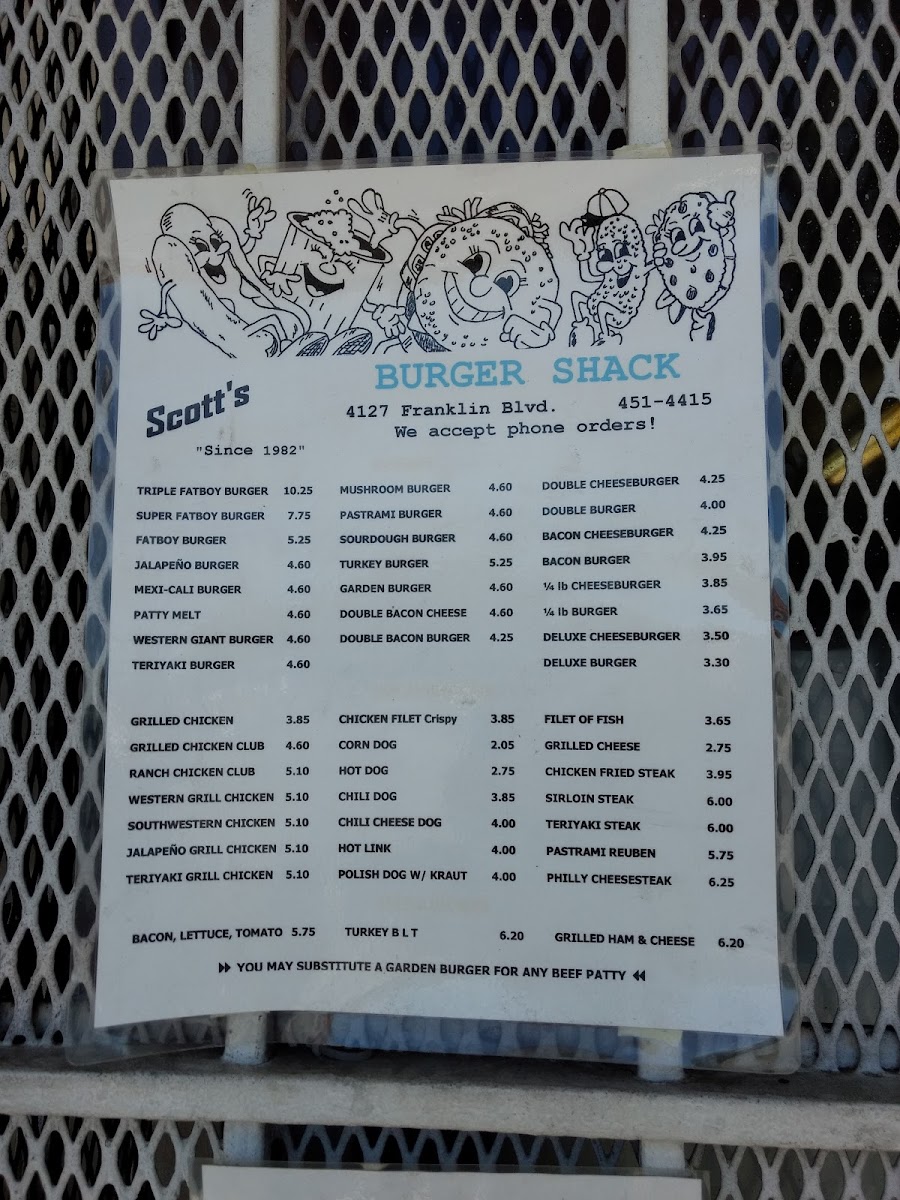 BURGER SHACK
Scott's
4127 Franklin Blvd. 451-4415
We accept phone orders!
"Since 1982"
TRIPLE FATBOY BURGER 10.25 MUSHROOM BURGER 4.60 DOUBLE CHEESEBURGER 4.25
SUPER FATBOY BURGER 7.75 PASTRAMI BURGER 4.60 DOUBLE BURGER 4.00
FATBOY BURGER 5.25 SOURDOUGH BURGER 4.60 BACON CHEESEBURGER 4.25
JALAPEÑO BURGER 4.60 TURKEY BURGER 5.25 BACON BURGER 3.95
MEXI-CALI BURGER 4.60 GARDEN BURGER 4.60 ¼ lb CHEESEBURGER 3.85
PATTY MELT 4.60 DOUBLE BACON CHEESE 4.60 ¼ lb BURGER 3.65
WESTERN GIANT BURGER 4.60 DOUBLE BACON BURGER 4.25 DELUXE CHEESEBURGER 3.50
TERIYAKI BURGER 4.60 DELUXE BURGER 3.30
GRILLED CHICKEN 3.85 CHICKEN FILET Crispy 3.85 FILET OF FISH 3.65
GRILLED CHICKEN CLUB 4.60 CORN DOG 2.05 GRILLED CHEESE 2.75
RANCH CHICKEN CLUB 5.10 HOT DOG 2.75 CHICKEN FRIED STEAK 3.95
WESTERN GRILL CHICKEN 5.10 CHILI DOG 3.85 SIRLOIN STEAK 6.00
SOUTHWESTERN CHICKEN 5.10 CHILI CHEESE DOG 4.00 TERIYAKI STEAK 6.00
JALAPEÑO GRILL CHICKEN 5.10 HOT LINK 4.00 PASTRAMI REUBEN 5.75
TERIYAKI GRILL CHICKEN 5.10 POLISH DOG W/ KRAUT 4.00 PHILLY CHEESESTEAK 6.25
BACON, LETTUCE, TOMATO 5.75 TURKEY B L T 6.20 GRILLED HAM & CHEESE 6.20
YOU MAY SUBSTITUTE A GARDEN BURGER FOR ANY BEEF PATTY